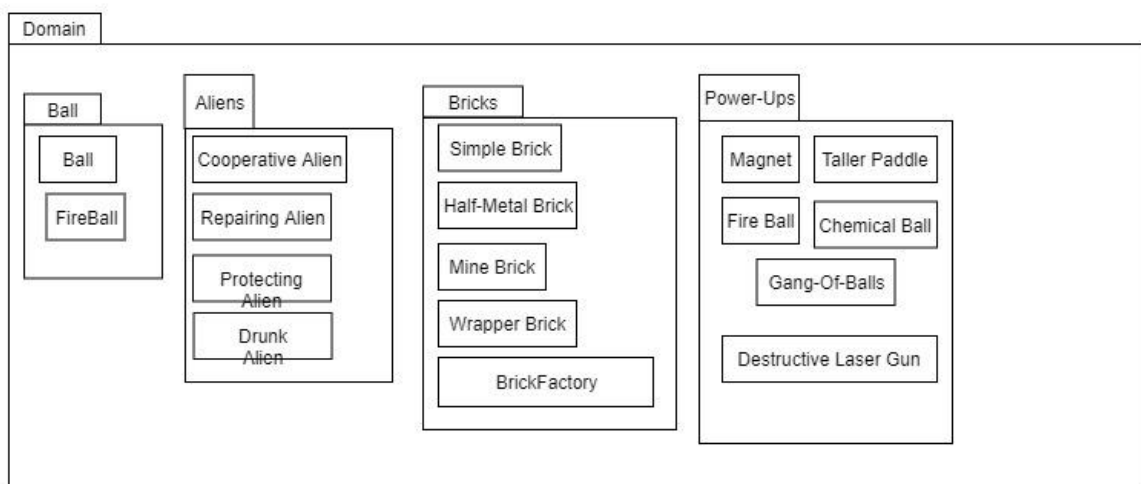 Domain
Ball
Ball
FireBall
Aliens
Cooperative Alien
Repairing Alien
Protecting
Alien
Drunk
Alien
Bricks
Simple Brick
Half-Metal Brick
Mine Brick
Wrapper Brick
BrickFactory
Power-Ups
Magnet
Taller Paddle
Fire Ball
Chemical Ball
Gang-Of-Balls
Destructive Laser Gun